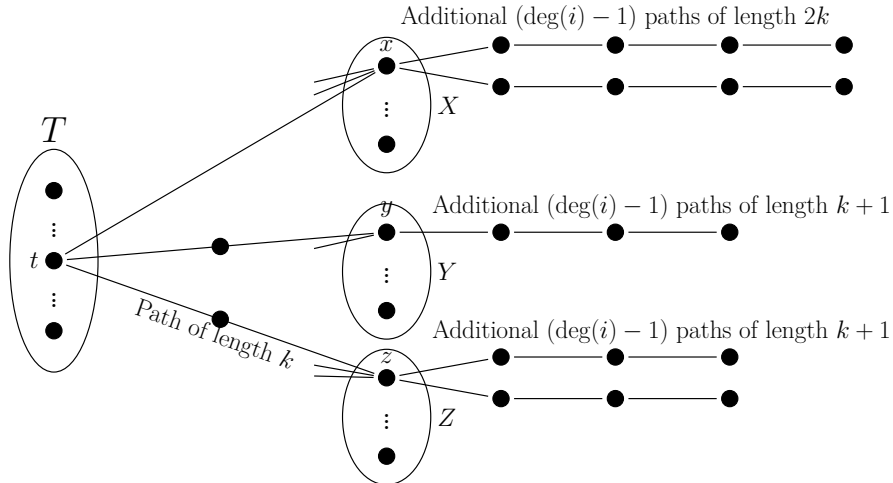 Additional (deg(i) − 1) paths of length 2k
x
X
T
y
Additional (deg(i) − 1) paths of length k + 1
t
Y
Path of length k
Additional (deg(i) − 1) paths of length k + 1
z
Z